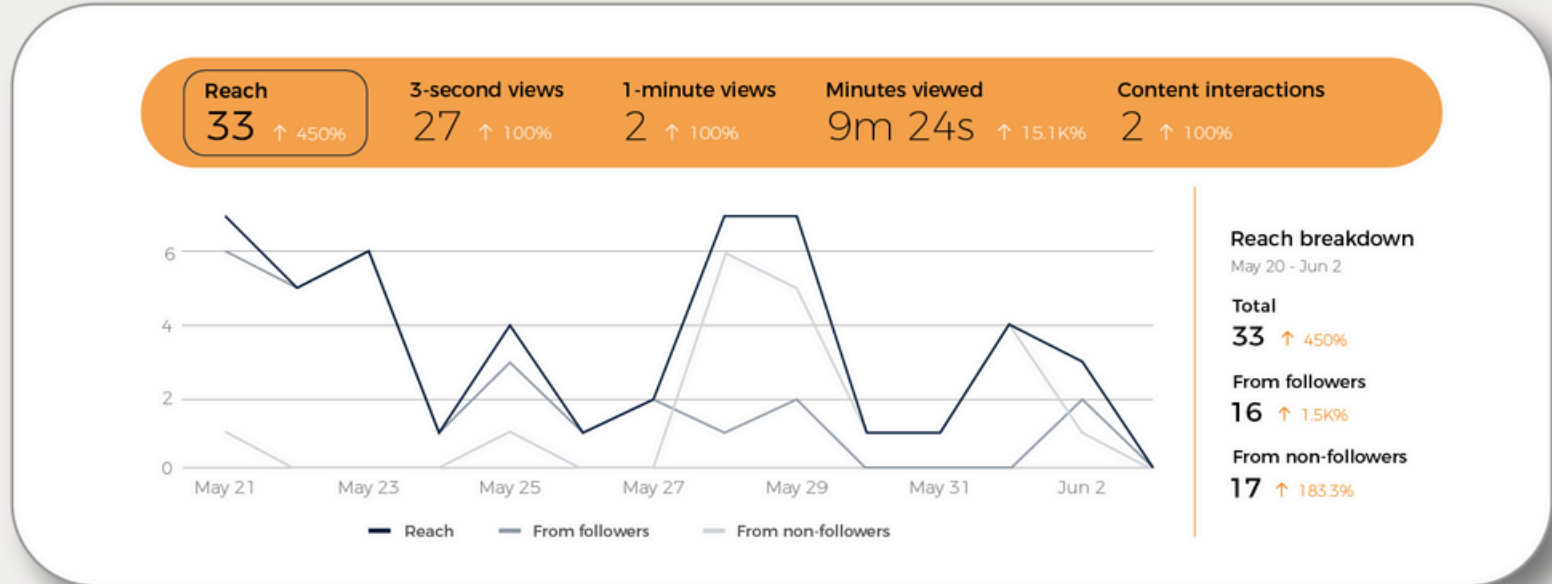 Reach
33 ↑ 450%
3-second views
27 ↑ 100%
1-minute views
2 ↑ 100%
Minutes viewed
9m 24s ↑ 15.1K%
Content interactions
2 ↑ 100%
6
4
2
0
May 21 May 23 May 25 May 27 May 29 May 31 Jun 2
Reach From followers From non-followers
Reach breakdown
May 20 - Jun 2
Total
33 ↑ 450%
From followers
16 ↑ 1.5K%
From non-followers
17 ↑ 183.3%